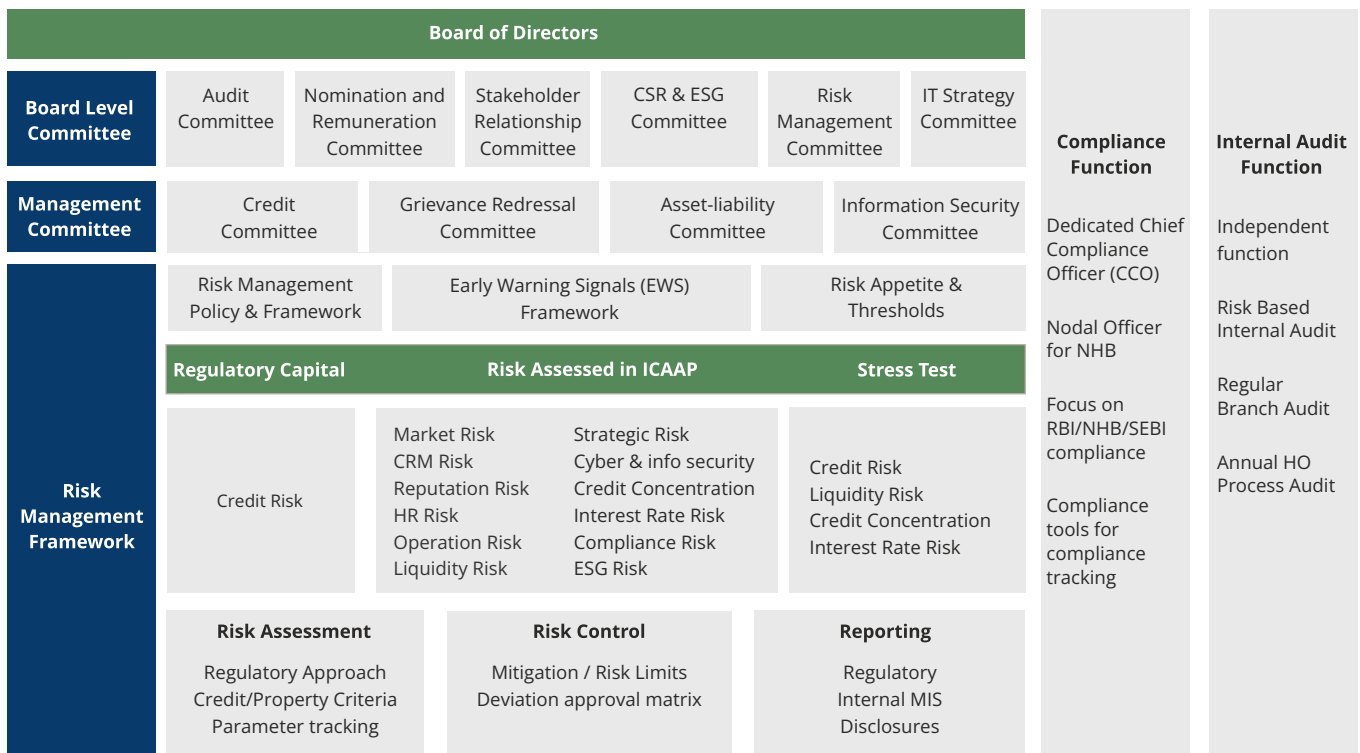 Board of Directors
Board Level
Committee
Audit
Committee
Nomination and
Remuneration
Committee
Stakeholder
Relationship
Committee
CSR & ESG
Committee
Risk
Management
Committee
IT Strategy
Committee
Management
Committee
Credit
Committee
Grievance Redressal
Committee
Asset-liability
Committee
Information Security
Committee
Risk
Management
Framework
Risk Management
Policy & Framework
Early Warning Signals (EWS)
Framework
Risk Appetite &
Thresholds
Regulatory Capital
Risk Assessed in ICAAP
Stress Test
Credit Risk
Market Risk
CRM Risk
Reputation Risk
HR Risk
Operation Risk
Liquidity Risk
Strategic Risk
Cyber & info security
Credit Concentration
Interest Rate Risk
Compliance Risk
ESG Risk
Credit Risk
Liquidity Risk
Credit Concentration
Interest Rate Risk
Risk Assessment
Regulatory Approach
Credit/Property Criteria
Parameter tracking
Risk Control
Mitigation / Risk Limits
Deviation approval matrix
Reporting
Regulatory
Internal MIS
Disclosures
Compliance
Function
Dedicated Chief
Compliance
Officer (CCO)
Nodal Officer
for NHB
Focus on
RBI/NHB/SEBI
compliance
Compliance
tools for
compliance
tracking
Internal Audit
Function
Independent
function
Risk Based
Internal Audit
Regular
Branch Audit
Annual HO
Process Audit